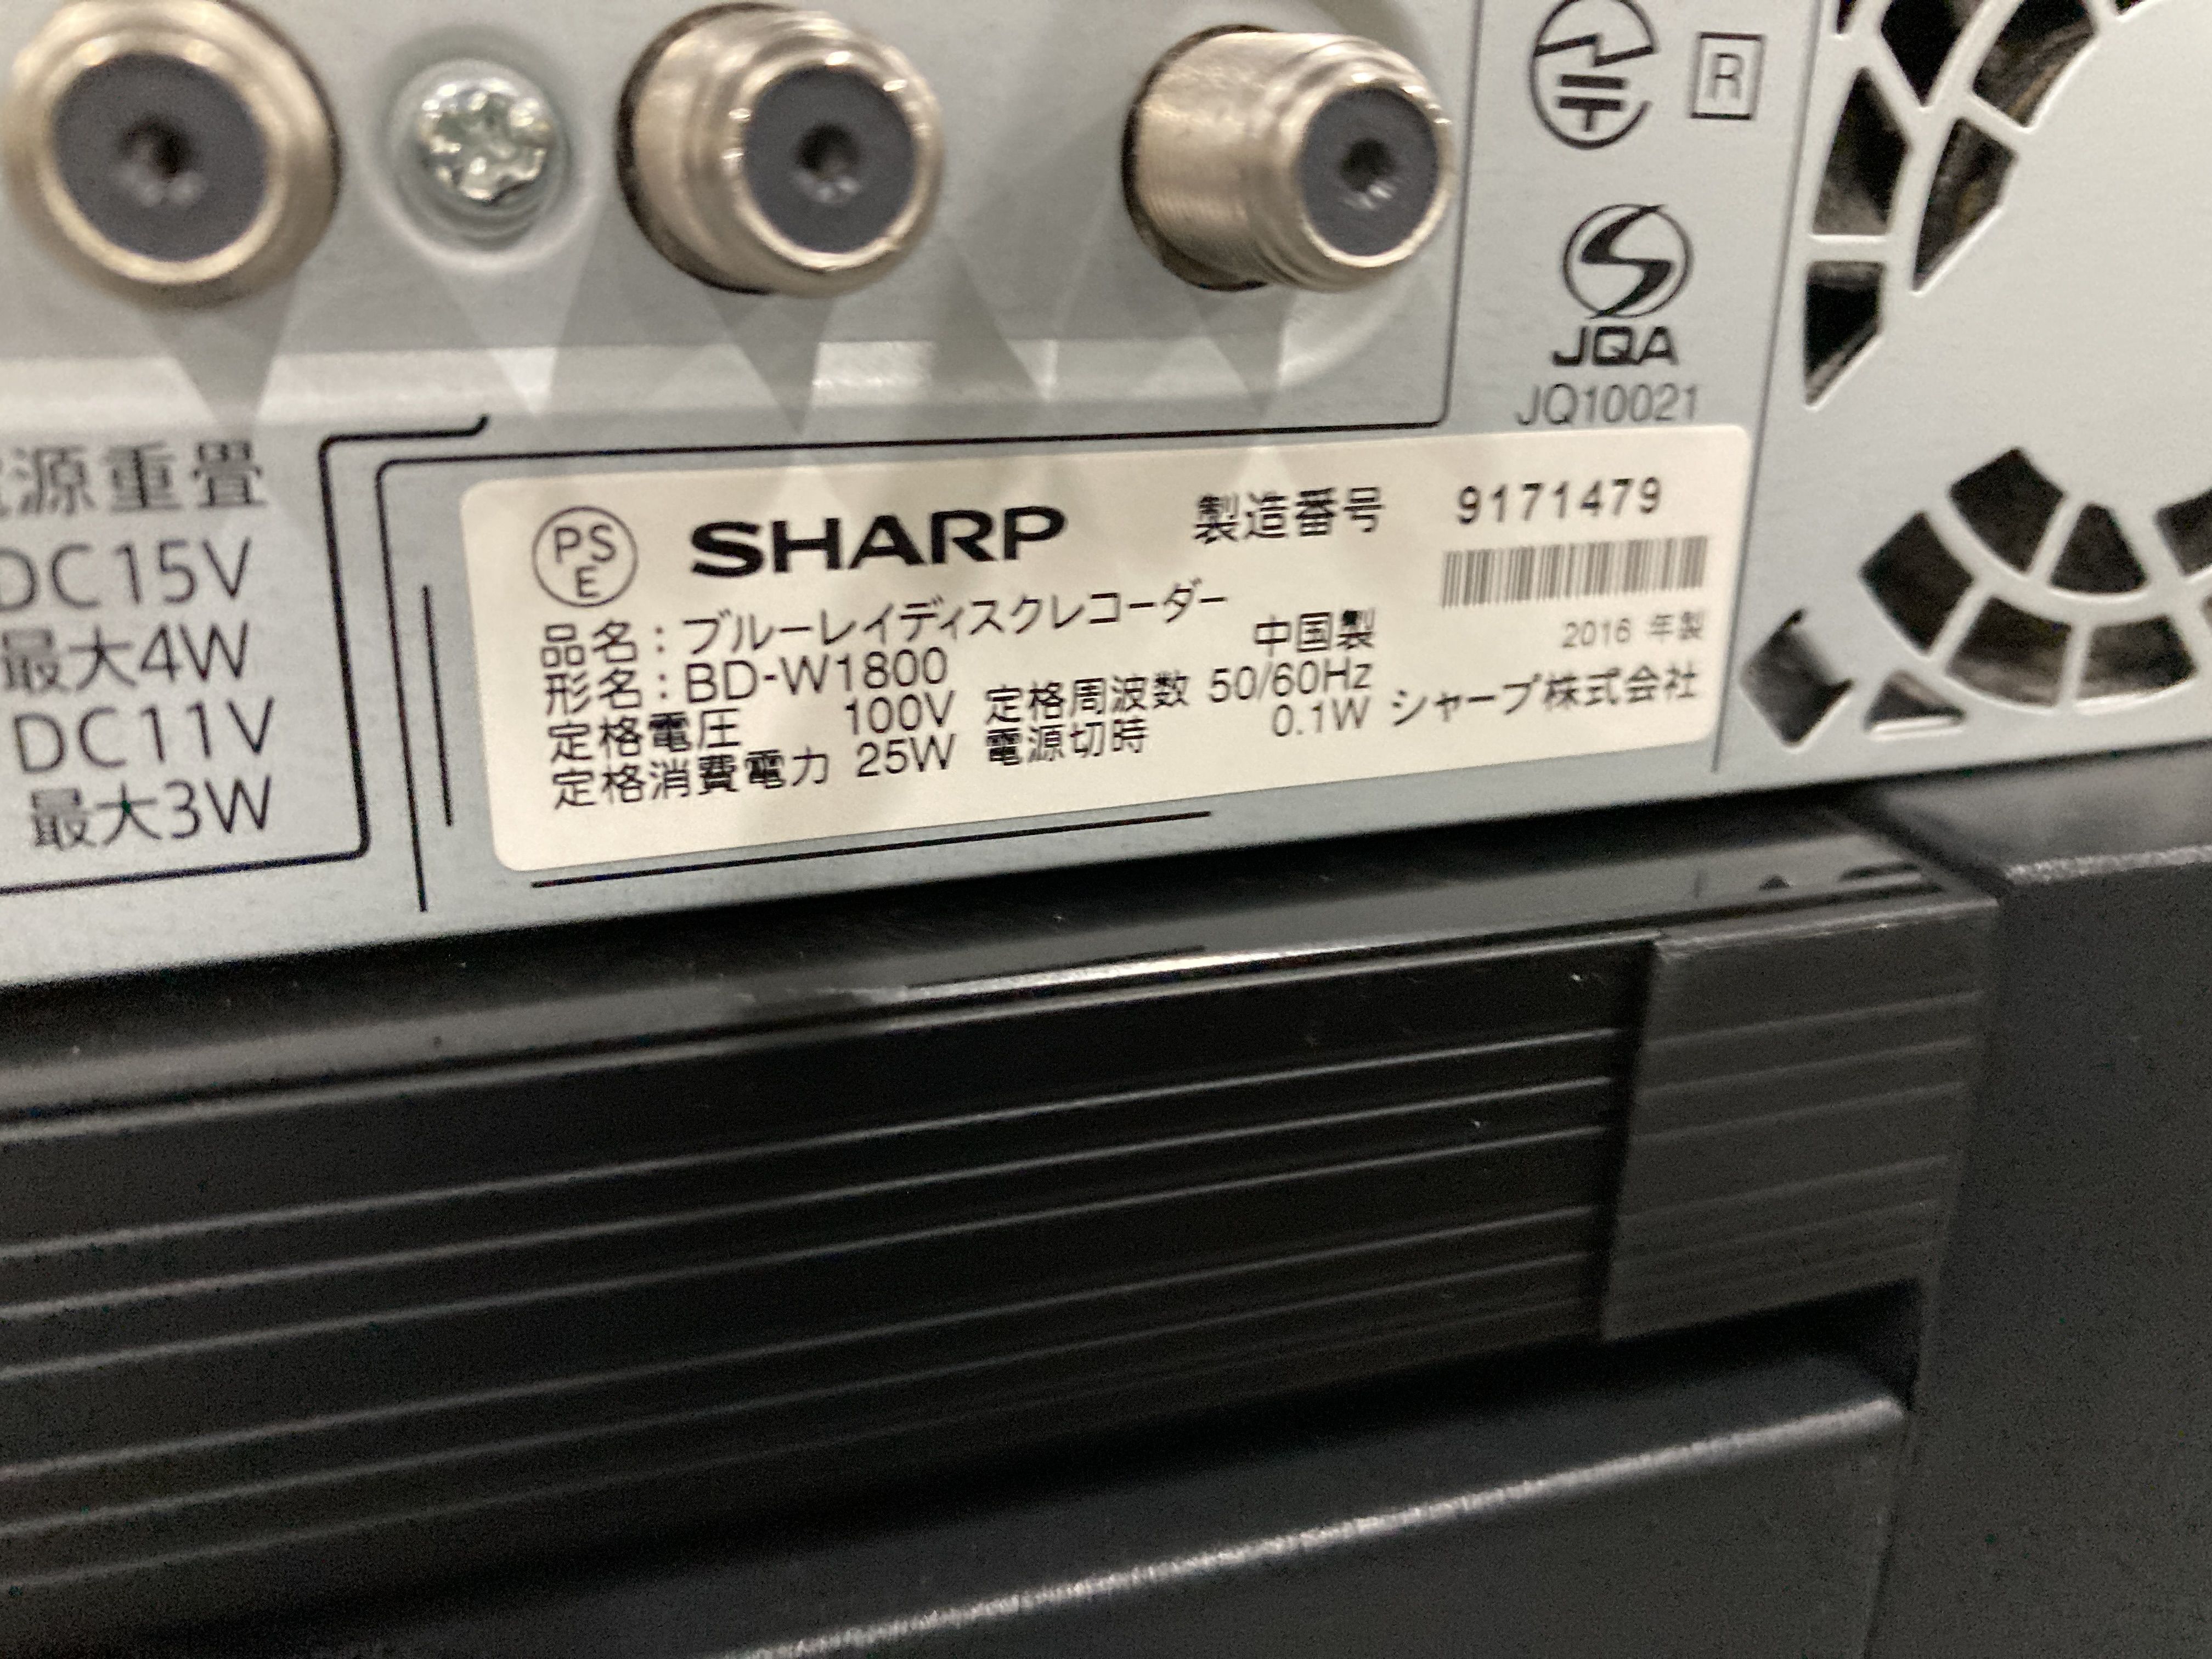 R
JQA
JQ10021
源重畳
DC15V
最大4W
DC11V
最大3W
PSE SHARP 製造番号 9171479
品名:ブルーレイディスクレコーダー
形名:BD-W1800 中国製 2016 年製
定格電圧 100V 定格周波数 50/60Hz
定格消費電力 25W 電源切時 0.1W シャープ株式会社